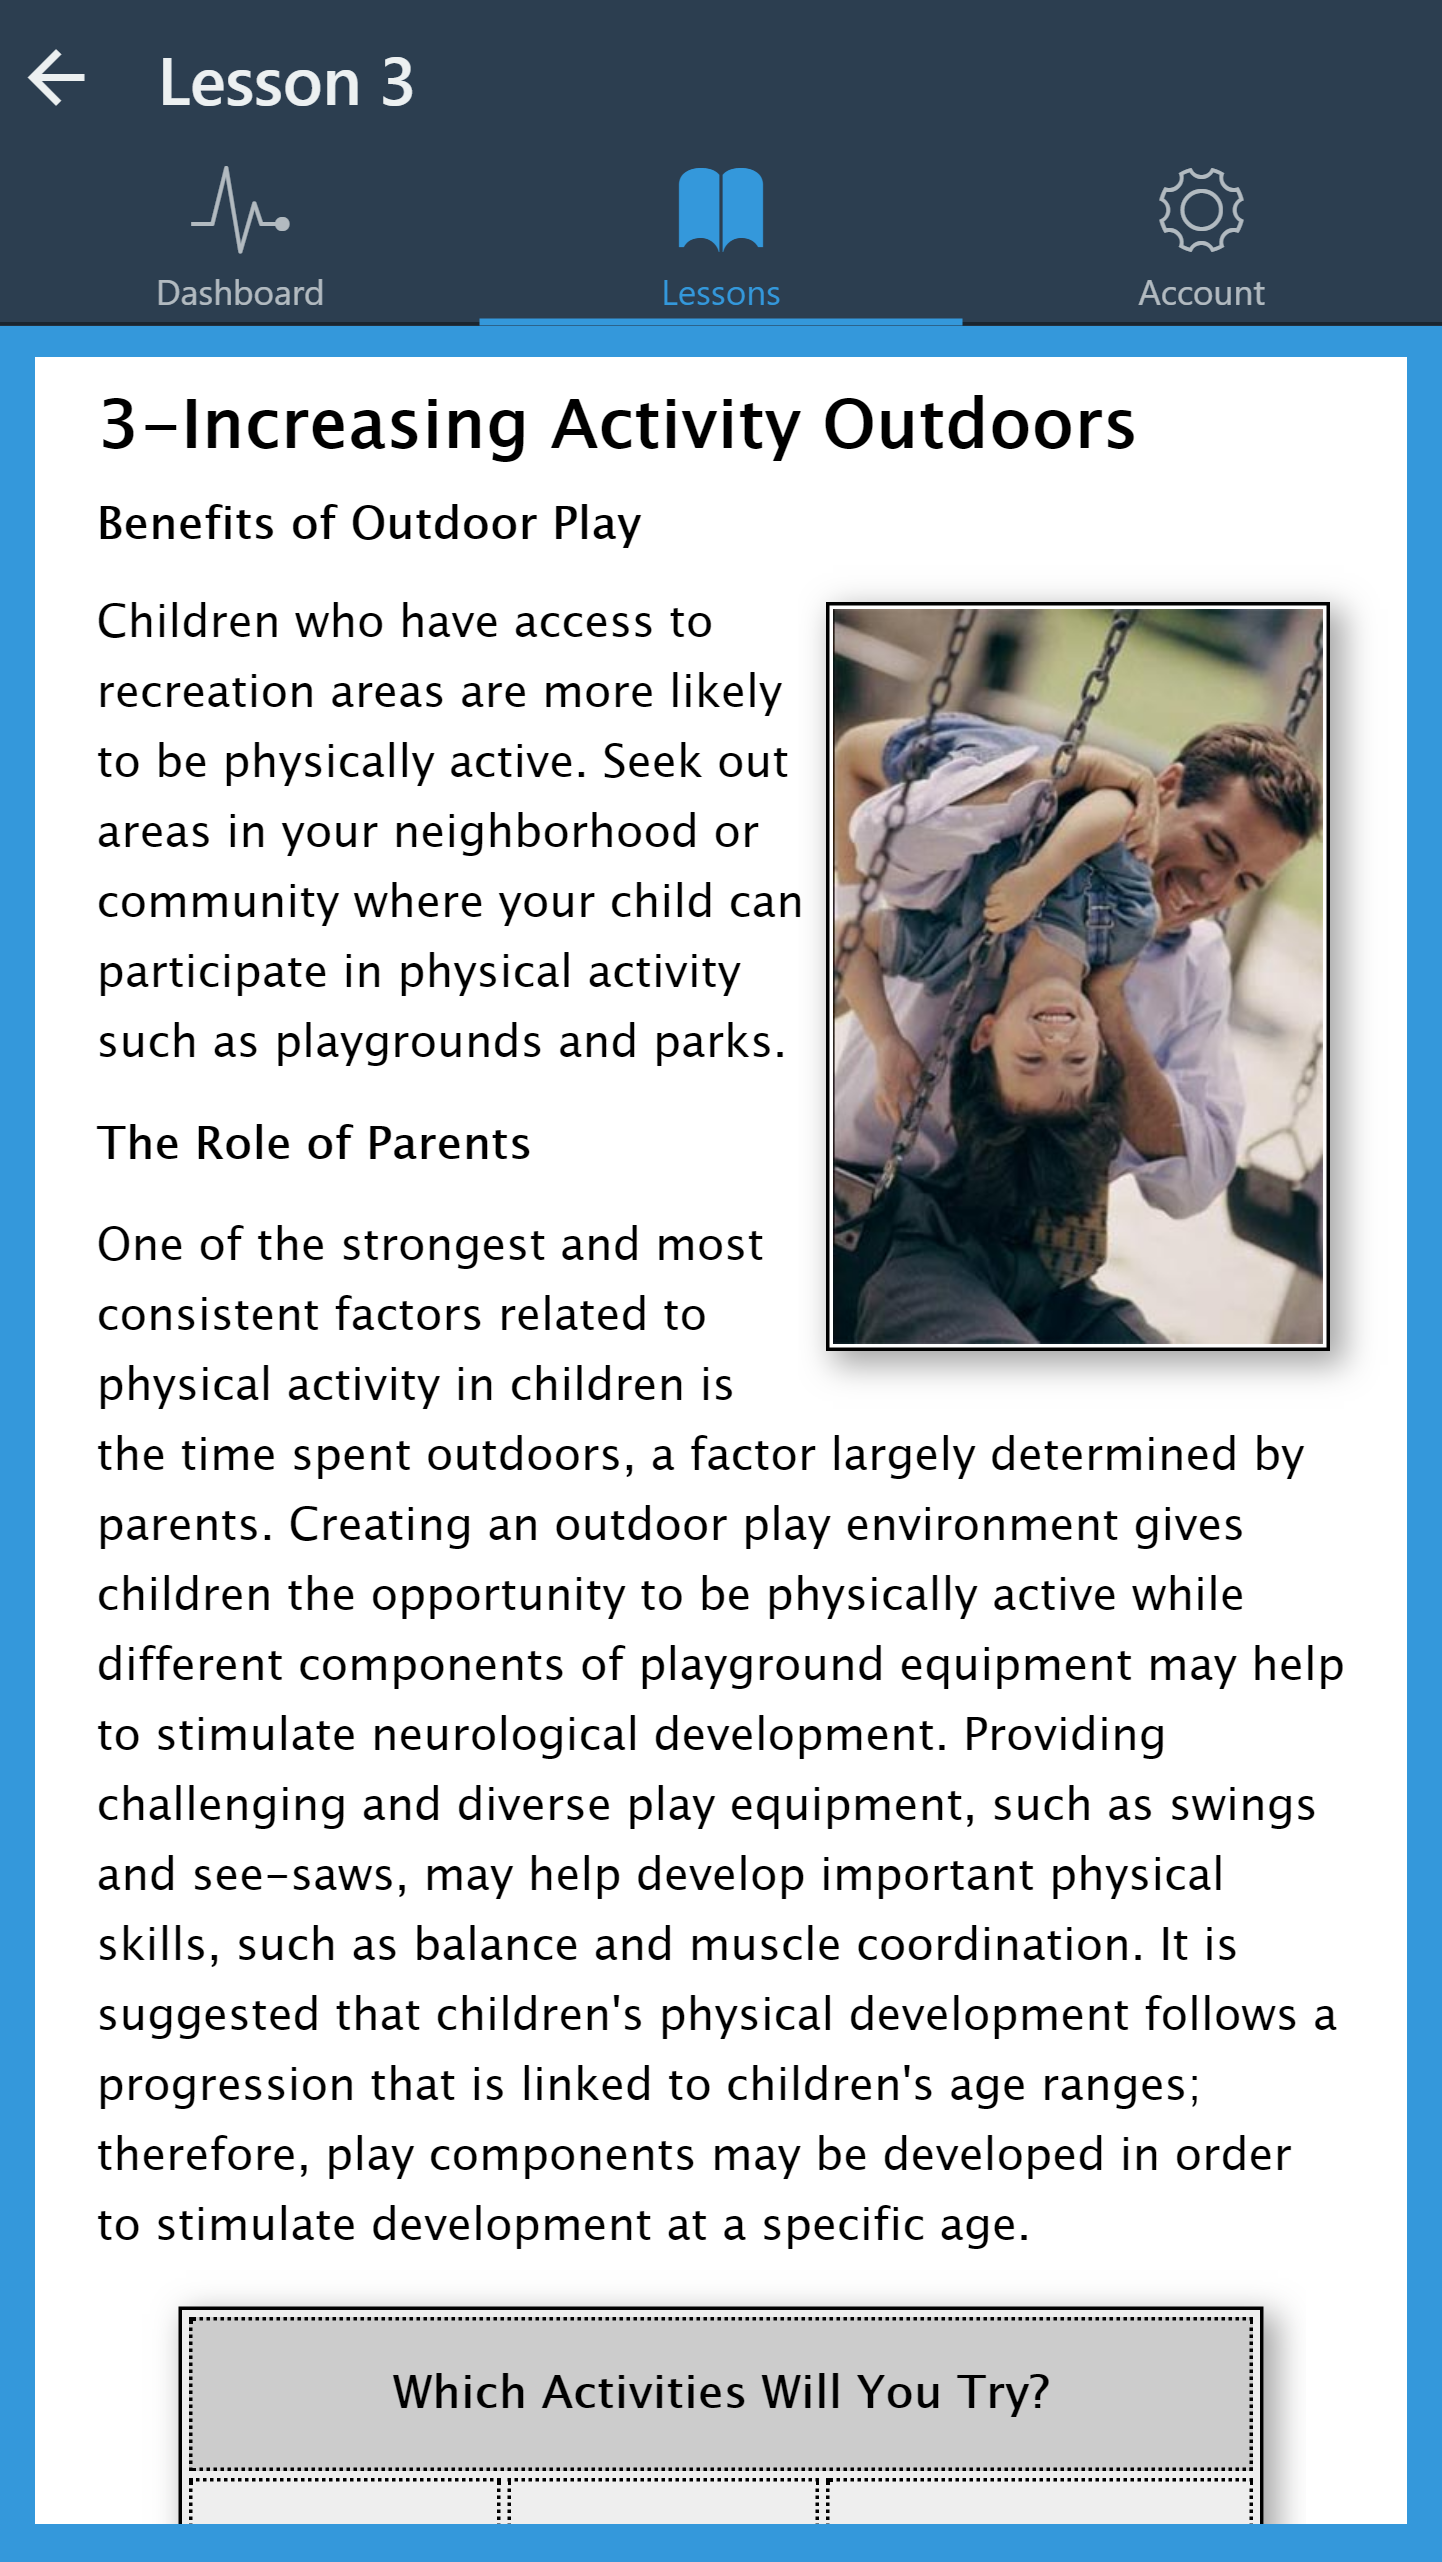 Lesson 3
Dashboard
Lessons
Account
3-Increasing Activity Outdoors
Benefits of Outdoor Play
Children who have access to
recreation areas are more likely
to be physically active. Seek out
areas in your neighborhood or
community where your child can
participate in physical activity
such as playgrounds and parks.
The Role of Parents
One of the strongest and most
consistent factors related to
physical activity in children is
the time spent outdoors, a factor largely determined by
parents. Creating an outdoor play environment gives
children the opportunity to be physically active while
different components of playground equipment may help
to stimulate neurological development. Providing
challenging and diverse play equipment, such as swings
and see-saws, may help develop important physical
skills, such as balance and muscle coordination. It is
suggested that children's physical development follows a
progression that is linked to children's age ranges;
therefore, play components may be developed in order
to stimulate development at a specific age.
Which Activities Will You Try?